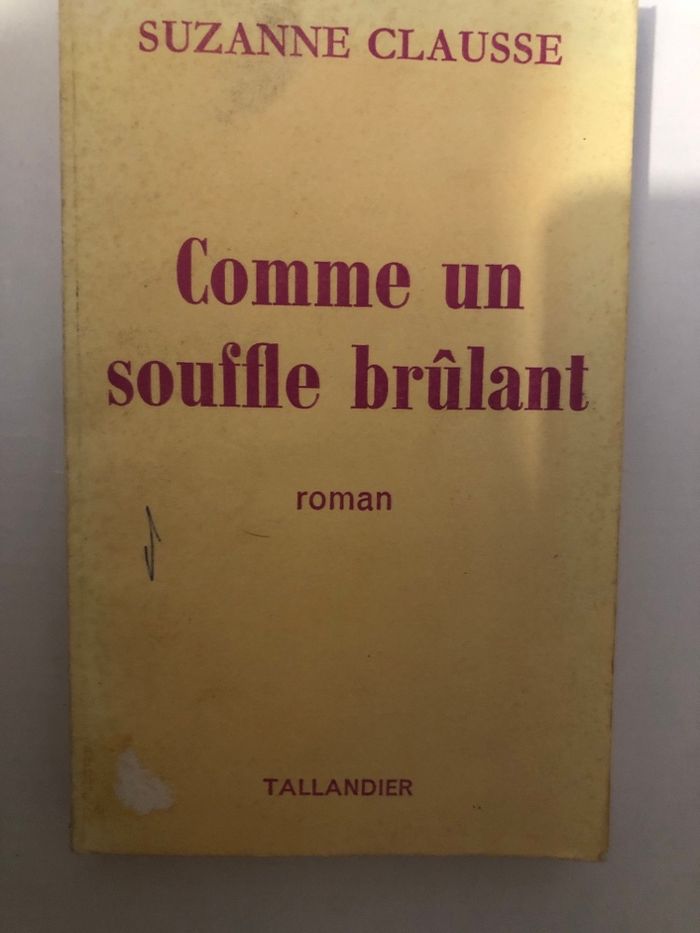 SUZANNE CLAUSSE
Comme un
souffle brûlant
roman
TALLANDIER